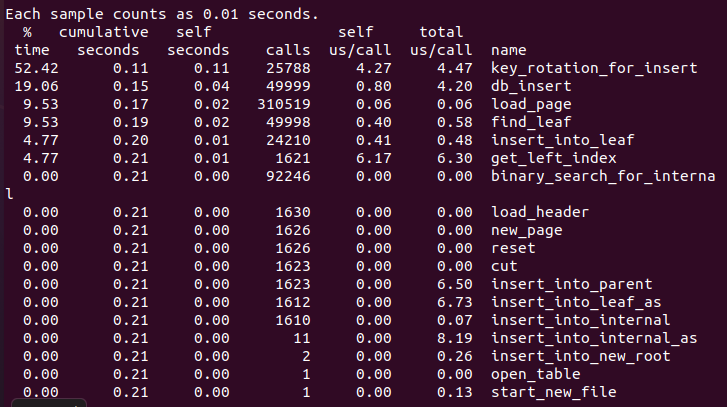 Each sample counts as 0.01 seconds.
  %   cumulative   self              self     total
 time   seconds   seconds    calls  us/call  us/call  name
 52.42      0.11     0.11    25788     4.27     4.47  key_rotation_for_insert
 19.06      0.15     0.04    49999     0.80     4.20  db_insert
  9.53      0.17     0.02   310519     0.06     0.06  load_page
  9.53      0.19     0.02    49998     0.40     0.58  find_leaf
  4.77      0.20     0.01    24210     0.41     0.48  insert_into_leaf
  4.77      0.21     0.01     1621     6.17     6.30  get_left_index
  0.00      0.21     0.00    92246     0.00     0.00  binary_search_for_interna
l
  0.00      0.21     0.00     1630     0.00     0.00  load_header
  0.00      0.21     0.00     1626     0.00     0.00  new_page
  0.00      0.21     0.00     1626     0.00     0.00  reset
  0.00      0.21     0.00     1623     0.00     0.00  cut
  0.00      0.21     0.00     1623     0.00     6.50  insert_into_parent
  0.00      0.21     0.00     1612     0.00     6.73  insert_into_leaf_as
  0.00      0.21     0.00     1610     0.00     0.07  insert_into_internal
  0.00      0.21     0.00       11     0.00     8.19  insert_into_internal_as
  0.00      0.21     0.00        2     0.00     0.26  insert_into_new_root
  0.00      0.21     0.00        1     0.00     0.00  open_table
  0.00      0.21     0.00        1     0.00     0.13  start_new_file